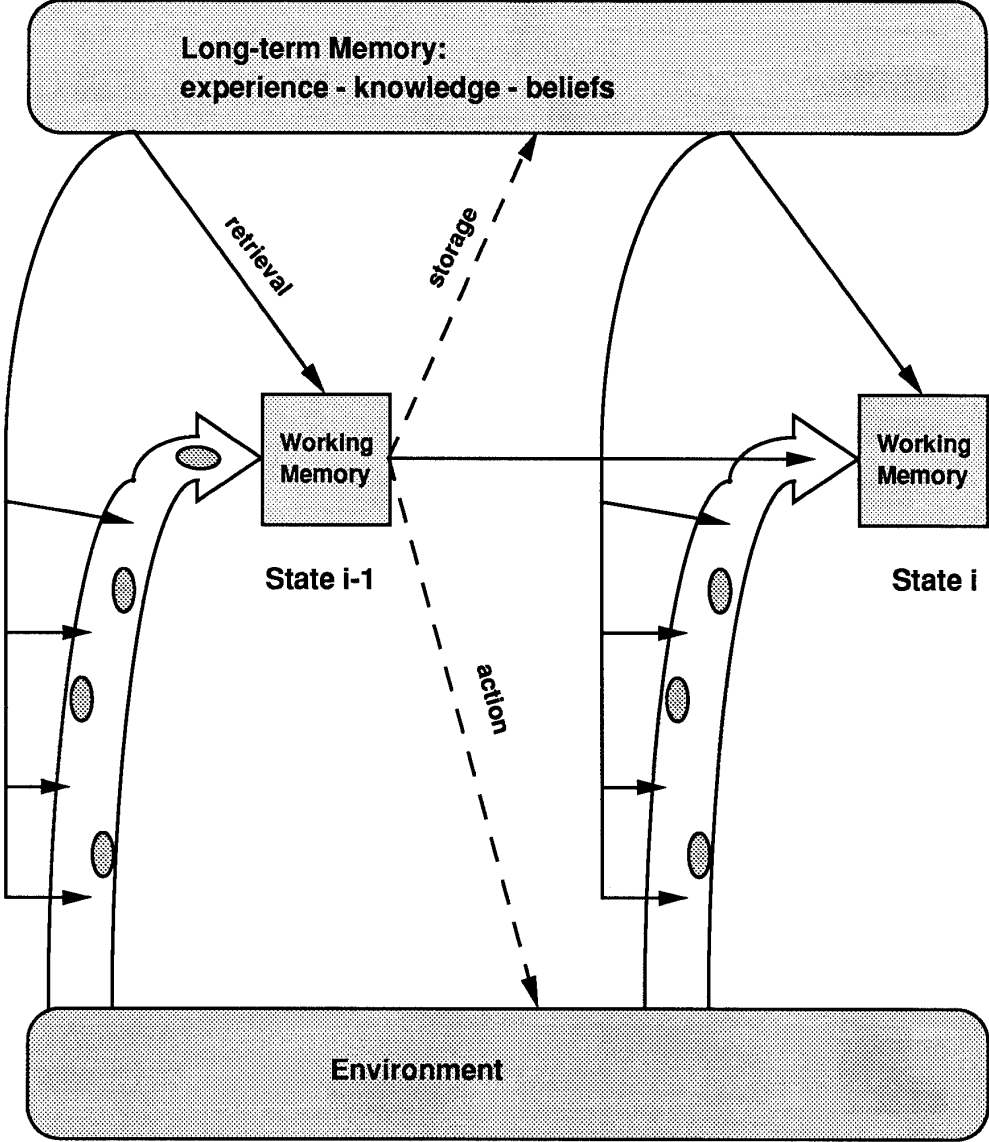 Long-term Memory:
experience - knowledge - beliefs
retrieval
storage
Working
Memory
Working
Memory
State i-1
State i
action
Environment